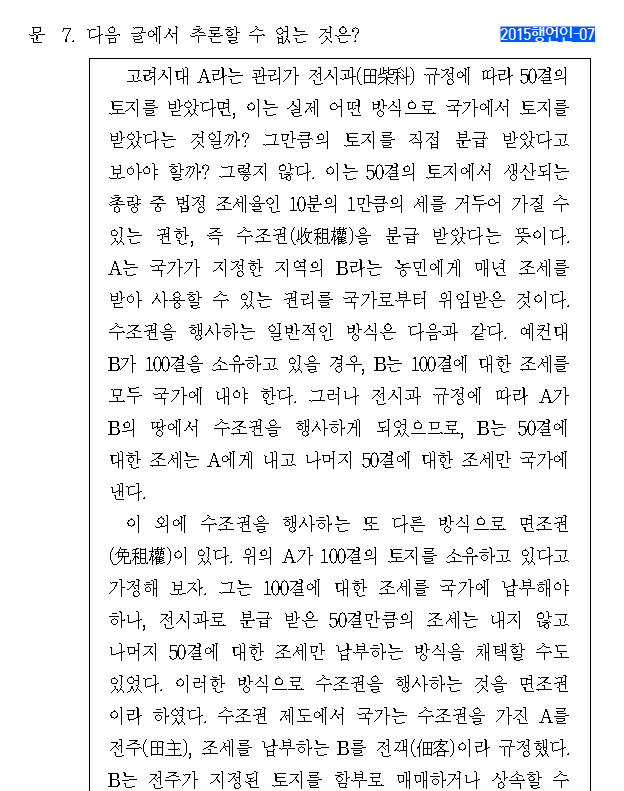 문 7. 다음 글에서 추론할 수 없는 것은? 2015행언인-07
고려시대 A라는 관리가 전시과(田柴科) 규정에 따라 50결의
토지를 받았다면, 이는 실제 어떤 방식으로 국가에서 토지를
받았다는 것일까? 그만큼의 토지를 직접 분급 받았다고
보아야 할까? 그렇지 않다. 이는 50결의 토지에서 생산되는
총량 중 법정 조세율인 10분의 1만큼의 세를 거두어 가질 수
있는 권한, 즉 수조권(收租權)을 분급 받았다는 뜻이다.
A는 국가가 지정한 지역의 B라는 농민에게 매년 조세를
받아 사용할 수 있는 권리를 국가로부터 위임받은 것이다.
수조권을 행사하는 일반적인 방식은 다음과 같다. 예컨대
B가 100결을 소유하고 있을 경우, B는 100결에 대한 조세를
모두 국가에 내야 한다. 그러나 전시과 규정에 따라 A가
B의 땅에서 수조권을 행사하게 되었으므로, B는 50결에
대한 조세는 A에게 내고 나머지 50결에 대한 조세만 국가에
낸다.
이 외에 수조권을 행사하는 또 다른 방식으로 면조권
(免租權)이 있다. 위의 A가 100결의 토지를 소유하고 있다고
가정해 보자. 그는 100결에 대한 조세를 국가에 납부해야
하나, 전시과로 분급 받은 50결만큼의 조세는 내지 않고
나머지 50결에 대한 조세만 납부하는 방식을 채택할 수도
있었다. 이러한 방식으로 수조권을 행사하는 것을 면조권
이라 하였다. 수조권 제도에서 국가는 수조권을 가진 A를
전주(田主), 조세를 납부하는 B를 전객(佃客)이라 규정했다.
B는 전주가 지정된 토지를 함부로 매매하거나 상속할 수